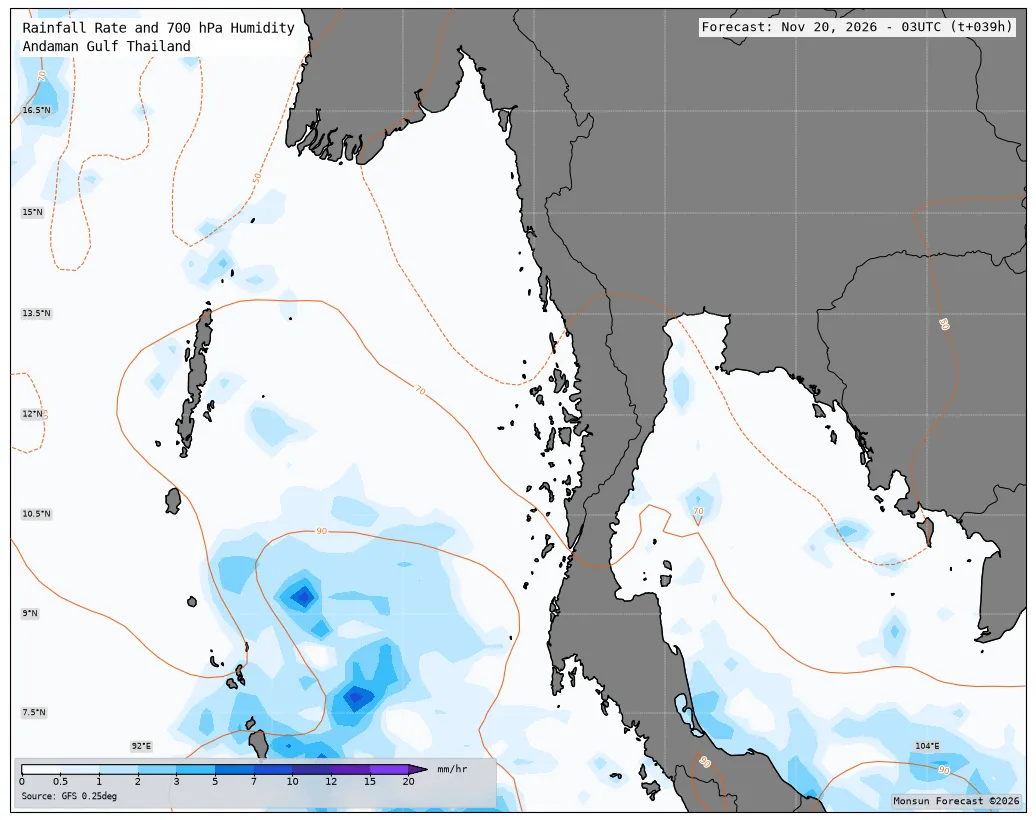 Rainfall Rate and 700 hPa Humidity
Andaman Gulf Thailand
Forecast: Nov 20, 2026 - 03UTC (t+039h)
70
16.5°N
50
15°N
13.5°N
50
70
12°N
10.5°N
70
90
9°N
7.5°N
92°E
104°E
90
90
mm/hr
0 0.5 1 2 3 5 7 10 12 15 20
Source: GFS 0.25deg
Monsun Forecast ©2026